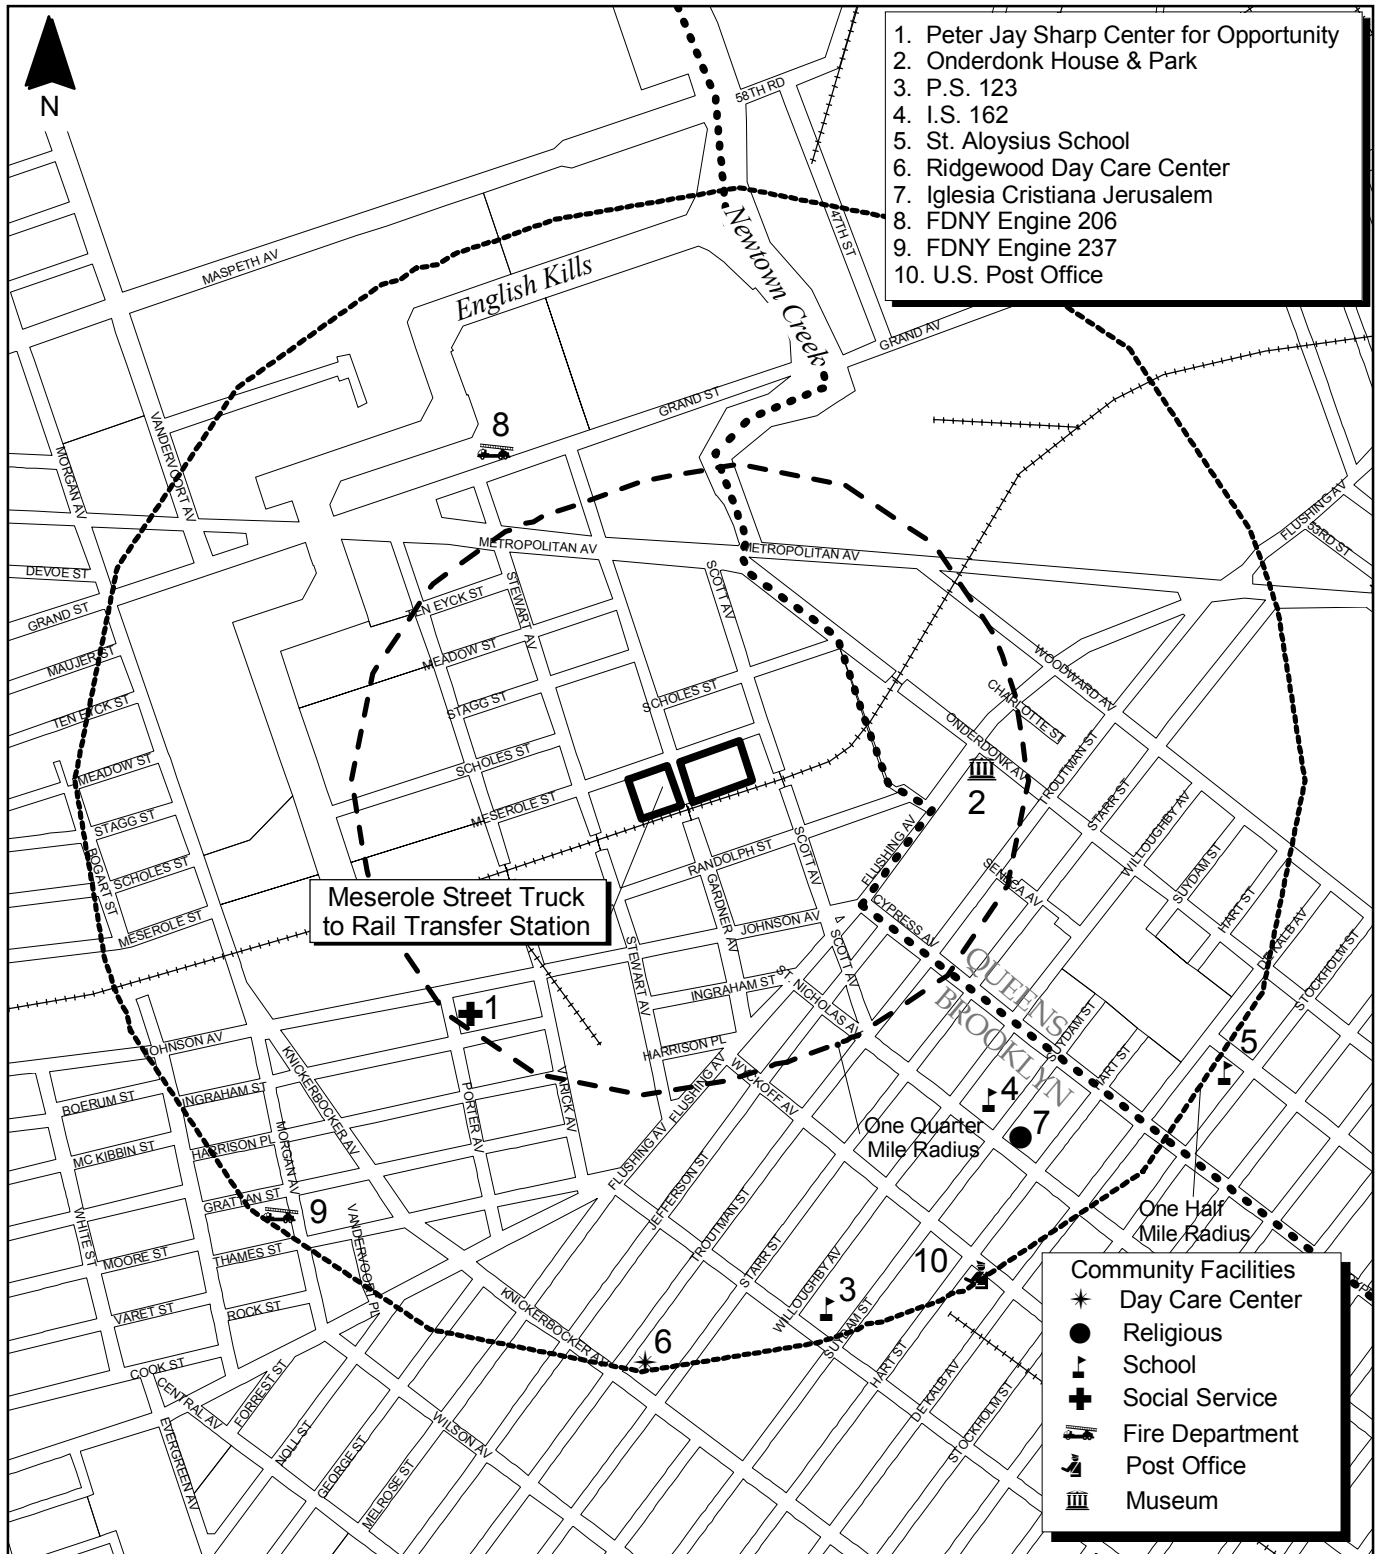 N
1. Peter Jay Sharp Center for Opportunity
2. Onderdonk House & Park
3. P.S. 123
4. I.S. 162
5. St. Aloysius School
6. Ridgewood Day Care Center
7. Iglesia Cristiana Jerusalem
8. FDNY Engine 206
9. FDNY Engine 237
10. U.S. Post Office
58TH RD
47TH ST
MASPETH AV
English Kills
Newtown Creek
GRAND AV
GRAND ST
8
VANDERVOORT AV
MORGAN AV
FLUSHING AV
53RD ST
METROPOLITAN AV
METROPOLITAN AV
DEVOE ST
GRAND ST
SCOTT AV
STEWART AV
TEN EYCK ST
MAUJER ST
MEADOW ST
WOODWARD AV
TEN EYCK ST
STAGG ST
SCHOLES ST
CHARLOTTE ST
ONDERDONK AV
MEADOW ST
SCHOLES ST
TROUTMAN ST
2
STARR ST
WILLOUGHBY AV
MESEROLE ST
STAGG ST
SCHOLES ST
BOGART ST
RANDOLPH ST
SCOTT AV
FLUSHING AV
SENECA AV
SUYDAM ST
HART ST
DE KALB AV
STOCKHOLM ST
Meserole Street Truck
to Rail Transfer Station
GARDNER AV
JOHNSON AV
SCOTT AV
CYPRESS AV
MESEROLE ST
STEWART AV
INGRAHAM ST
ST. NICHOLAS AV
QUEENS
BROOKLYN
1
SUYDAM ST
HART ST
5
JOHNSON AV
HARRISON PL
KNICKERBOCKER AV
FLUSHING AV
WYCKOFF AV
4
7
BOERUM ST
INGRAHAM ST
PORTER AV
VARICK AV
One Quarter
Mile Radius
MC KIBBIN ST
HARRISON PL
MORGAN AV
FLUSHING AV
JEFFERSON ST
GRATTAN ST
9
WHITE ST
VANDERVOORT PL
TROUTMAN ST
STARR ST
One Half
Mile Radius
MOORE ST
THAMES ST
WILLOUGHBY AV
10
3
VARET ST
ROCK ST
KNICKERBOCKER AV
6
SUYDAM ST
HART ST
DE KALB AV
STOCKHOLM ST
COOK ST
CENTRAL AV
FORREST ST
NOLL ST
GEORGE ST
MELROSE ST
WILSON AV
EVERGREEN AV
Community Facilities
Day Care Center
Religious
School
Social Service
Fire Department
Post Office
Museum